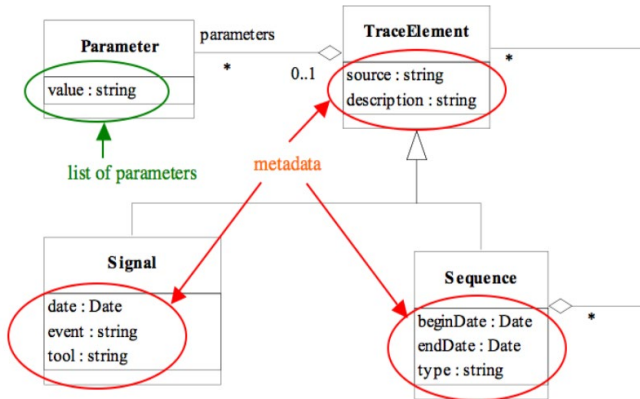 Parameter
value : string
parameters
*
0..1
TraceElement
source : string
description : string
*
list of parameters
metadata
Signal
date : Date
event : string
tool : string
Sequence
beginDate : Date
endDate : Date
type : string
*